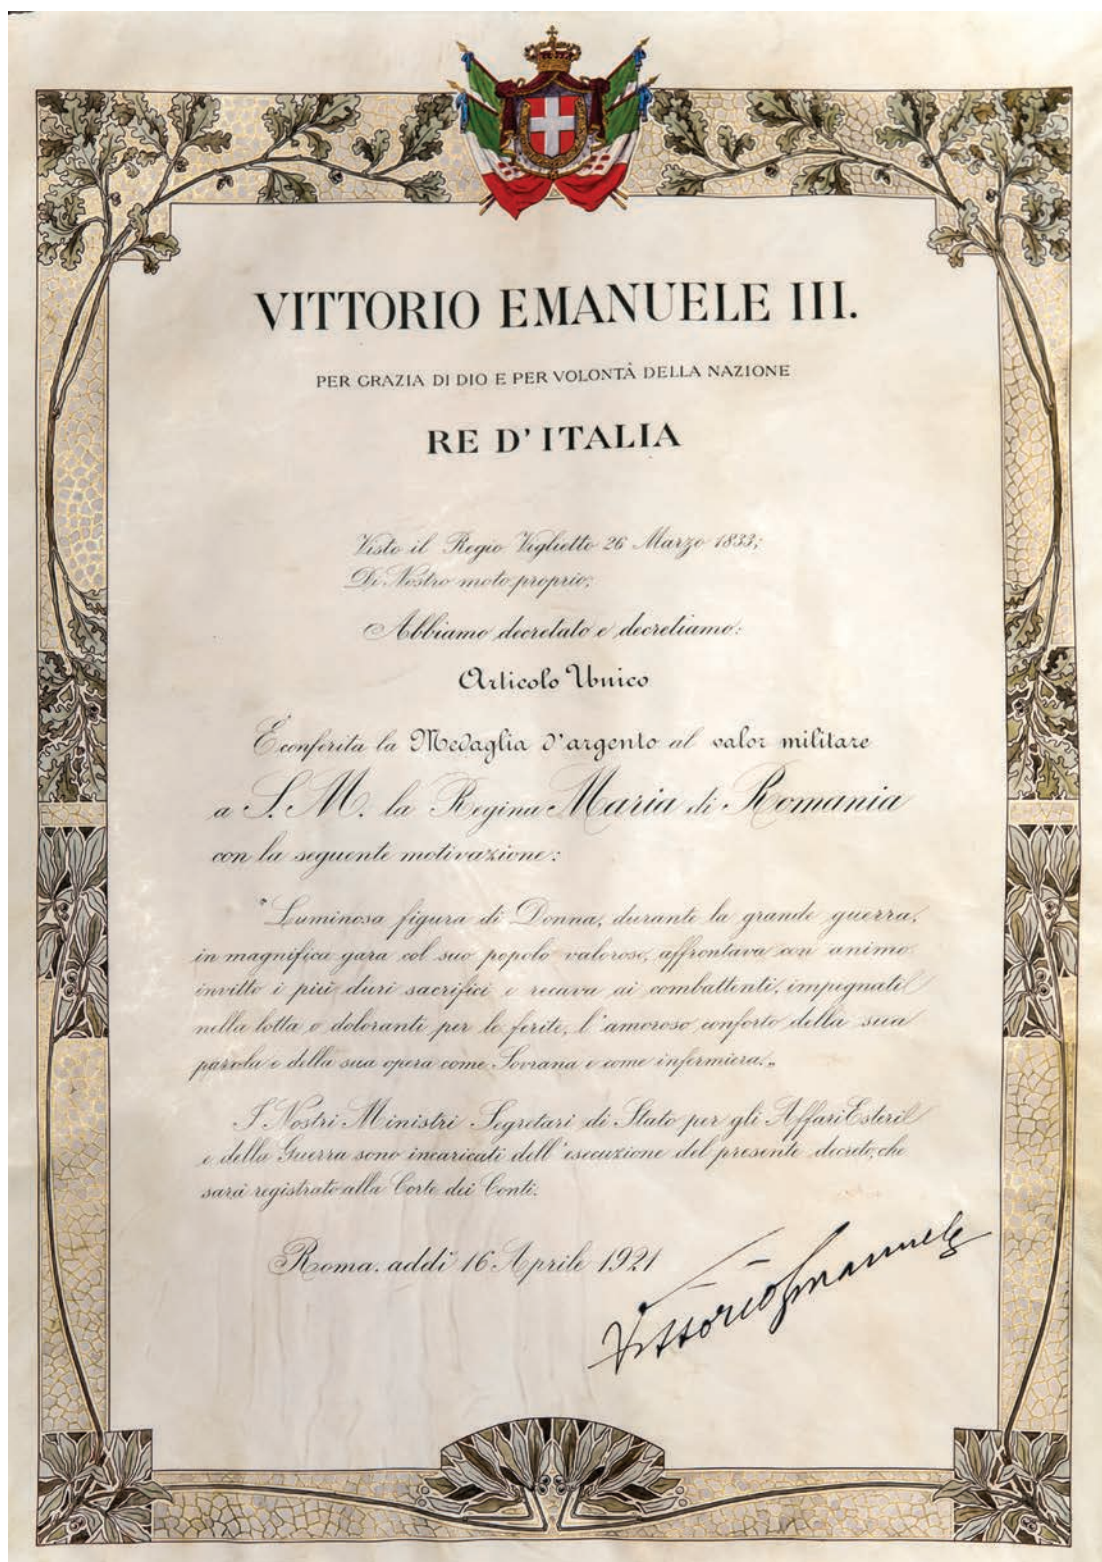 VITTORIO EMANUELE III.
PER GRAZIA DI DIO E PER VOLONTÀ DELLA NAZIONE
RE D'ITALIA
Visto il Regio Viglietto 26 Marzo 1833;
Di Nostro moto proprio;
Abbiamo decretato e decretiamo:
Articolo Unico
È conferita la Medaglia d'argento al valor militare
a S. M. la Regina Maria di Romania
con la seguente motivazione:
"Luminosa figura di Donna, durante la grande guerra,
in magnifica gara col suo popolo valoroso, affrontava con animo
invitto i più duri sacrifici e recava ai combattenti, impegnati
nella lotta o doloranti per le ferite, l'amoroso conforto della sua
parola e della sua opera come Sovrana e come infermiera."
I Nostri Ministri Segretari di Stato per gli Affari Esteri
e della Guerra sono incaricati dell'esecuzione del presente decreto, che
sarà registrato alla Corte dei Conti.
Roma, addì 16 Aprile 1921
Vittorio Emanuele